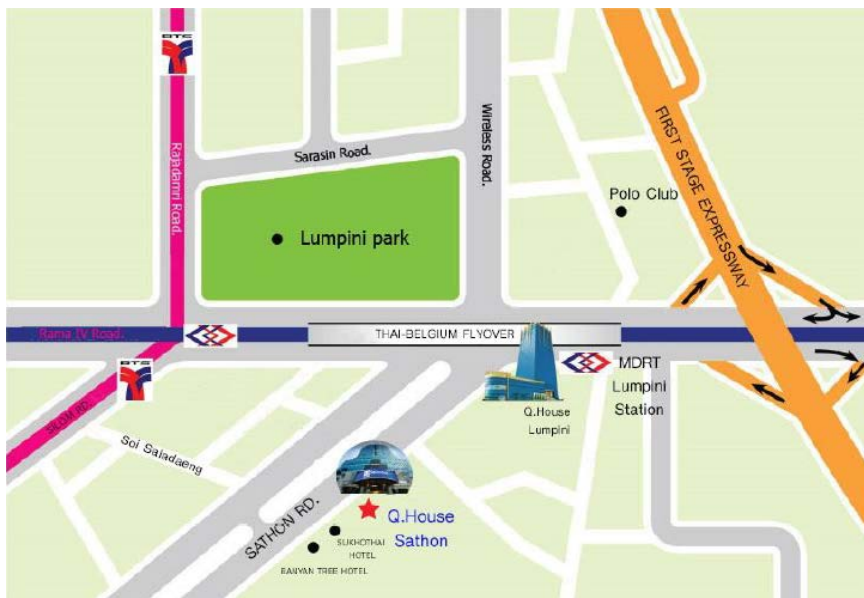 BTS
Rajadamri Road.
Sarasin Road.
Wireless Road.
FIRST STAGE EXPRESSWAY
Polo Club
Lumpini park
Rama IV Road.
THAI-BELGIUM FLYOVER
BTS
SILOM RD.
Soi Saladaeng
Q.House
Lumpini
MDRT
Lumpini
Station
SATHON RD.
Q.House
Sathon
SUKHOTHAI
HOTEL
BANYAN TREE HOTEL